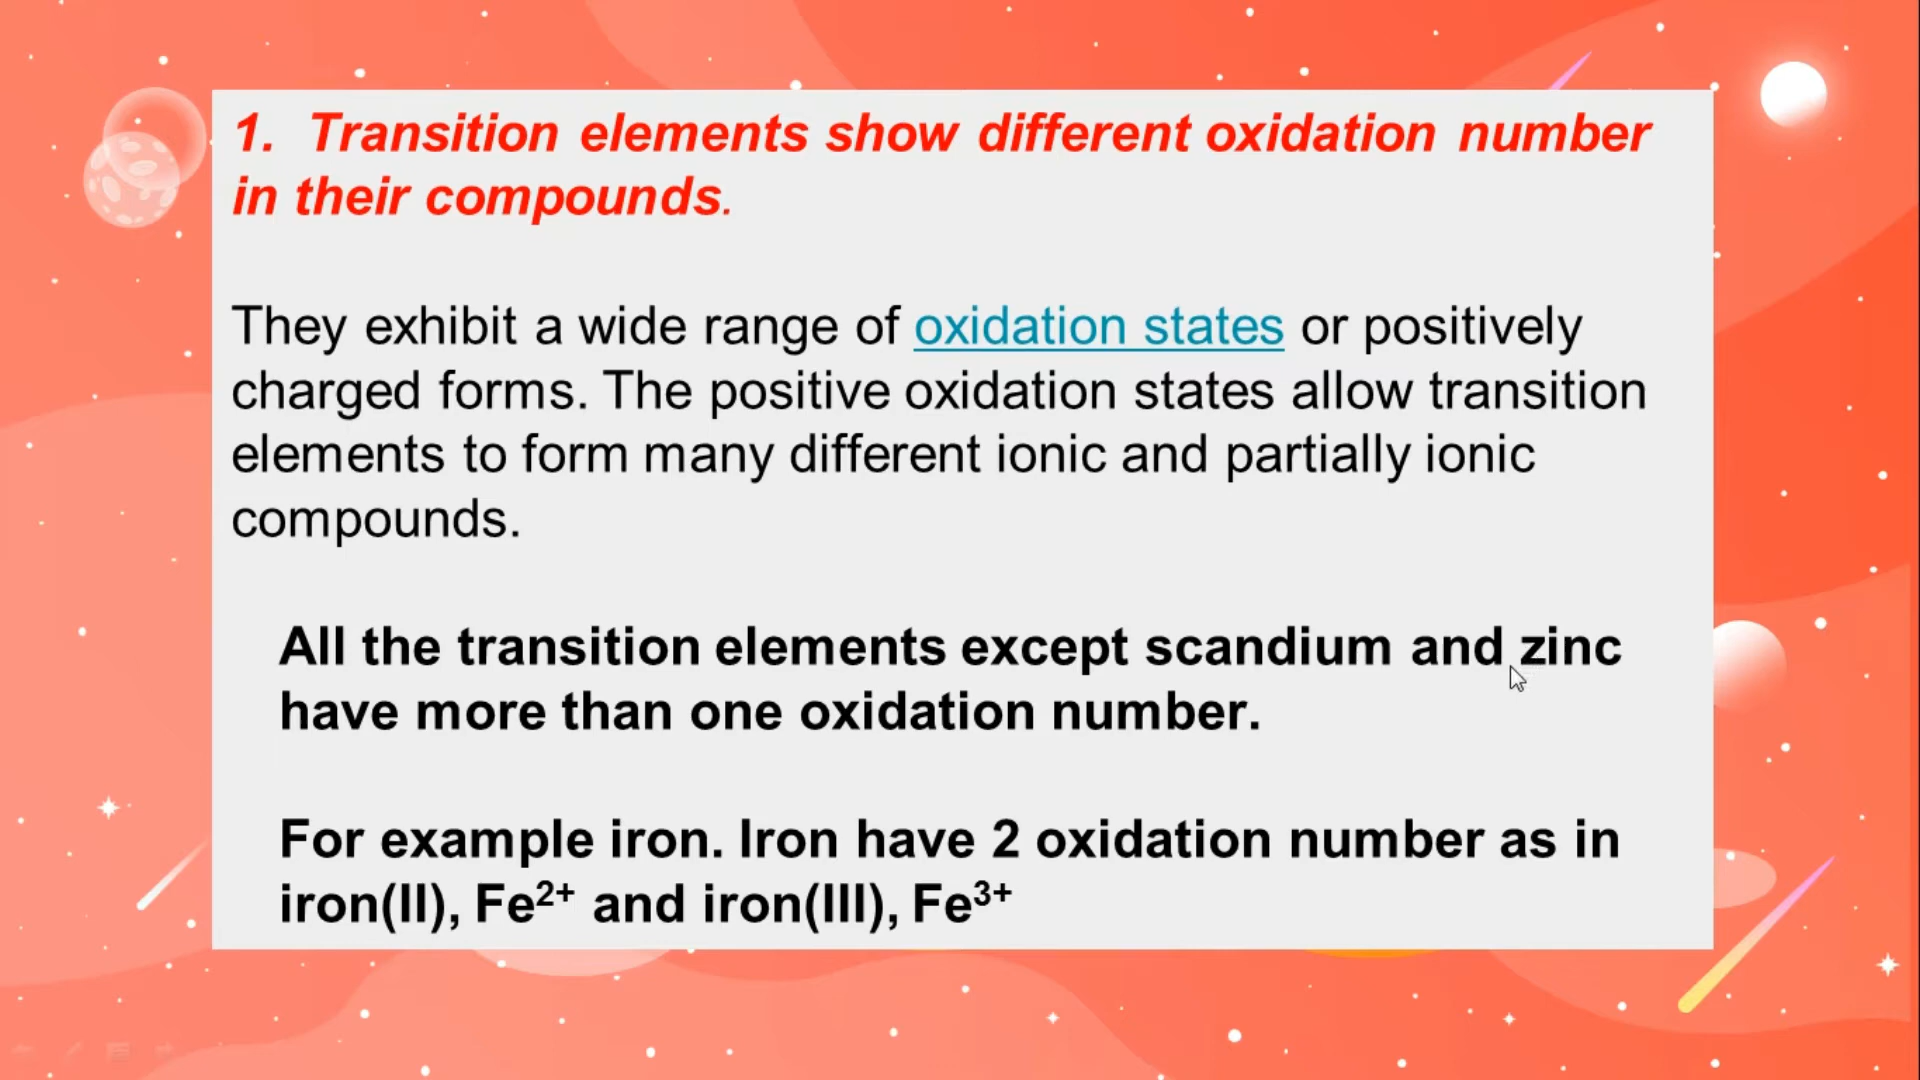 1. Transition elements show different oxidation number
in their compounds.
They exhibit a wide range of oxidation states or positively
charged forms. The positive oxidation states allow transition
elements to form many different ionic and partially ionic
compounds.
All the transition elements except scandium and zinc
have more than one oxidation number.
For example iron. Iron have 2 oxidation number as in
iron(II), Fe²⁺ and iron(III), Fe³⁺